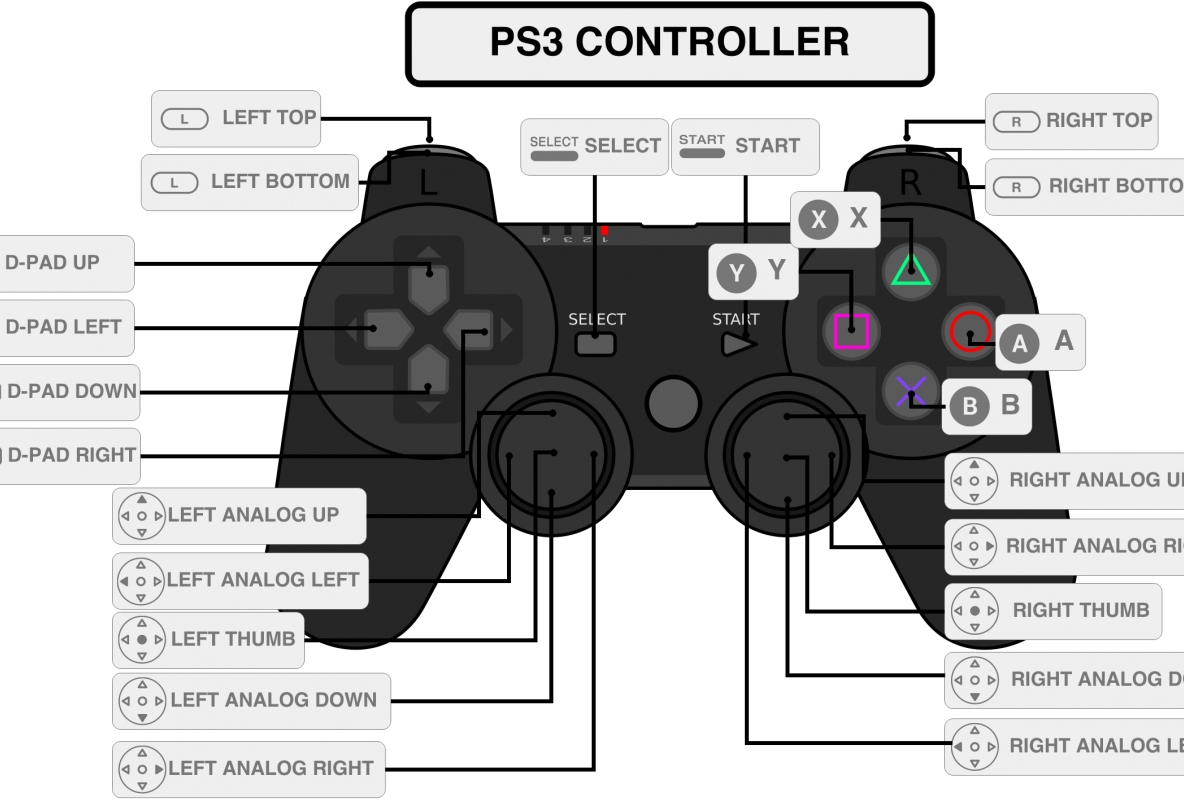 PS3 CONTROLLER
L LEFT TOP
SELECT SELECT
START START
R RIGHT TOP
L LEFT BOTTOM
R RIGHT BOTTO
L
R
X X
4 3 2 1
D-PAD UP
Y Y
D-PAD LEFT
SELECT
START
A A
D-PAD DOWN
B B
D-PAD RIGHT
RIGHT ANALOG U
LEFT ANALOG UP
RIGHT ANALOG RI
LEFT ANALOG LEFT
RIGHT THUMB
LEFT THUMB
RIGHT ANALOG D
LEFT ANALOG DOWN
RIGHT ANALOG LE
LEFT ANALOG RIGHT